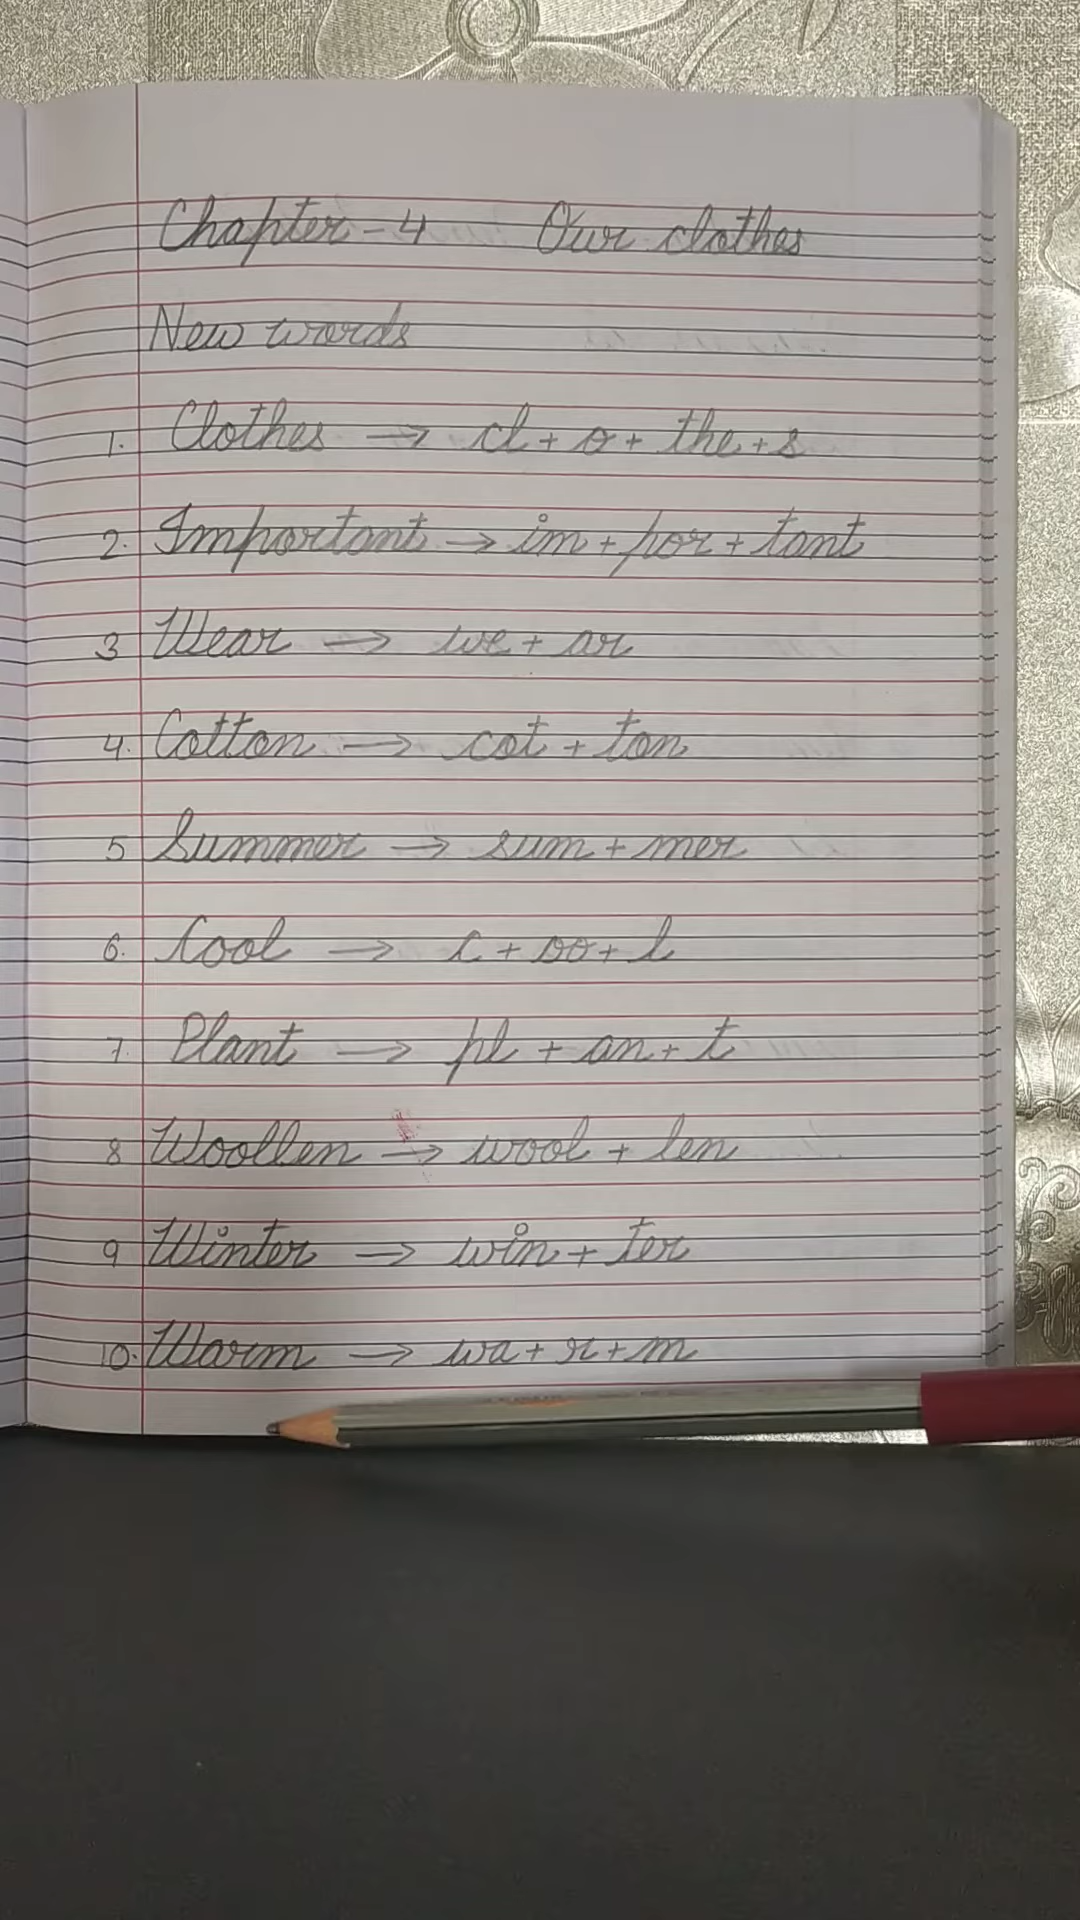 Chapter - 4 Our clothes
New words
1. Clothes → cl + o + the + s
2. Important → im + por + tant
3 Wear → we + ar
4. Cotton → cot + ton
5 Summer → sum + mer
6. Cool → c + oo + l
7. Plant → pl + an + t
8 Woollen → wool + len
9 Winter → win + ter
10. Warm → wa + r + m